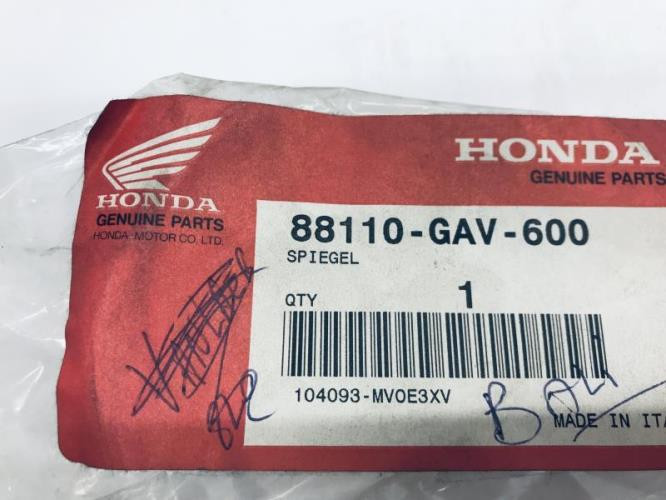 HONDA
GENUINE PARTS
HONDA MOTOR CO., LTD.
HONDA
GENUINE PARTS
88110-GAV-600
SPIEGEL
QTY 1
104093-MV0E3XV
MADE IN ITA